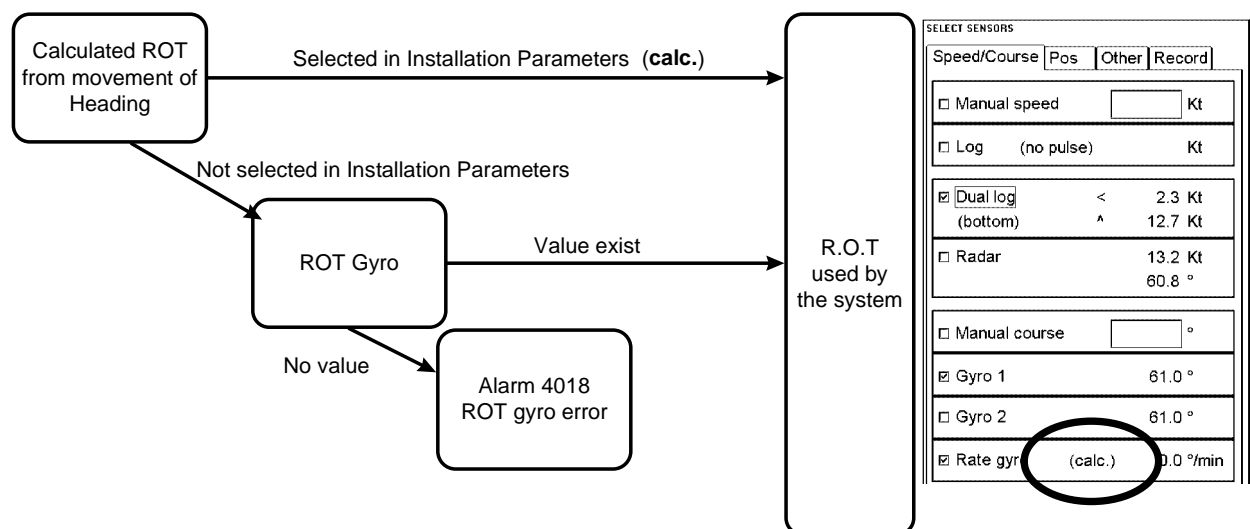 Calculated ROT
from movement of
Heading
Selected in Installation Parameters (calc.)
Not selected in Installation Parameters
ROT Gyro
Value exist
No value
Alarm 4018
ROT gyro error
R.O.T
used by
the system
SELECT SENSORS
Speed/Course Pos Other Record
Manual speed Kt
Log (no pulse) Kt
Dual log < 2.3 Kt
(bottom) ^ 12.7 Kt
Radar 13.2 Kt
60.8 °
Manual course °
Gyro 1 61.0 °
Gyro 2 61.0 °
Rate (calc.) °/min